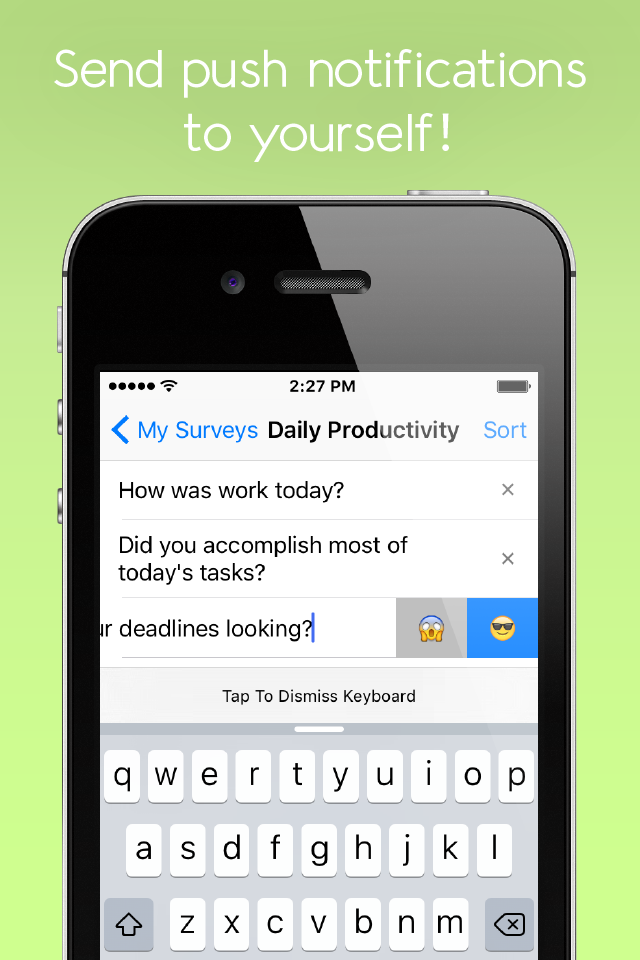 Send push notifications
to yourself!
2:27 PM
My Surveys Daily Productivity Sort
How was work today?
Did you accomplish most of
today's tasks?
deadlines looking?
Tap To Dismiss Keyboard
q w e r t y u i o p
a s d f g h j k l
z x c v b n m